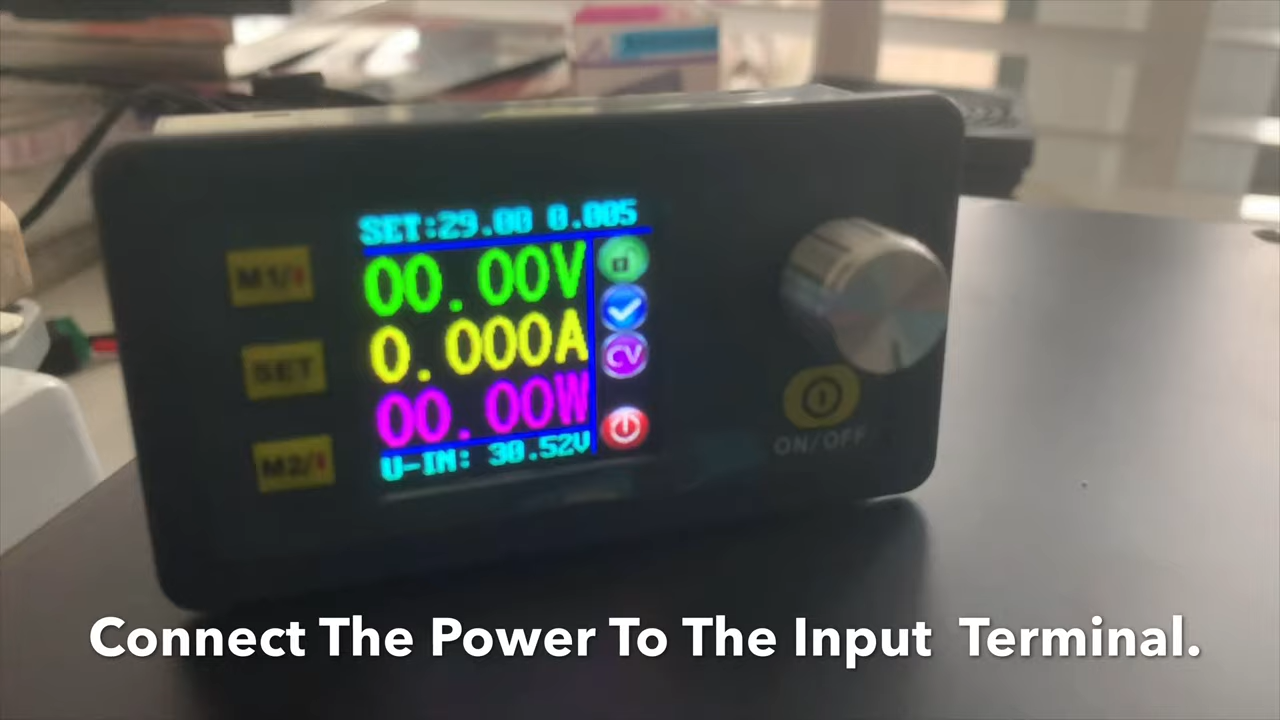 SET:29.00 0.005
M1/
00.00V
0.000A
CV
SET
00.00W
M2/
U-IN: 30.52V
ON/OFF
Connect The Power To The Input Terminal.